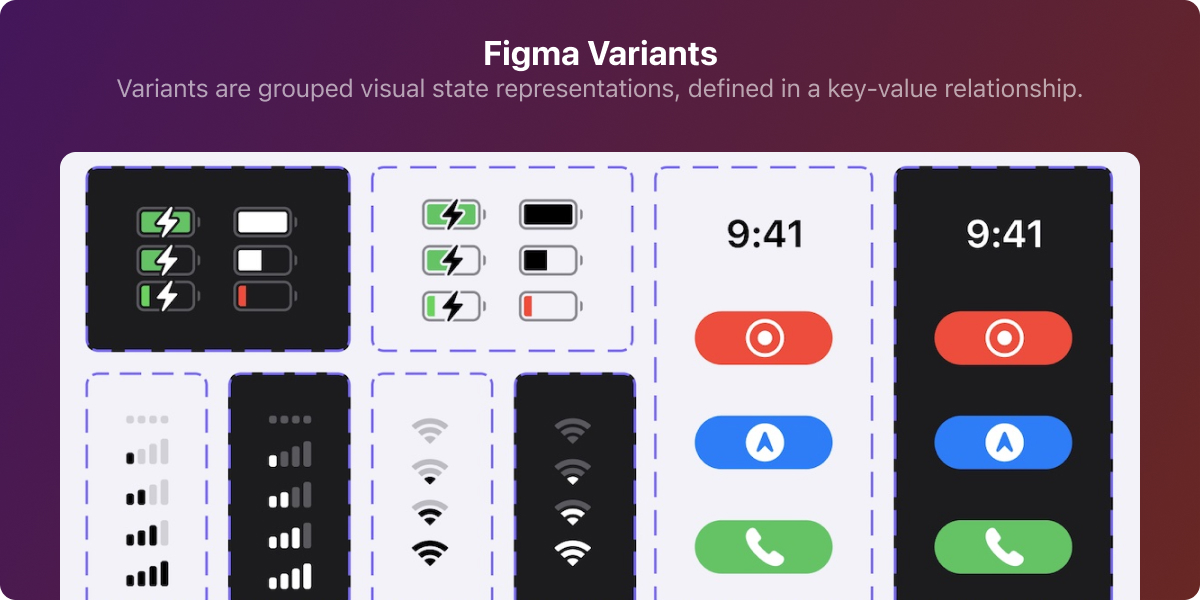 Figma Variants
Variants are grouped visual state representations, defined in a key-value relationship.
9:41
9:41